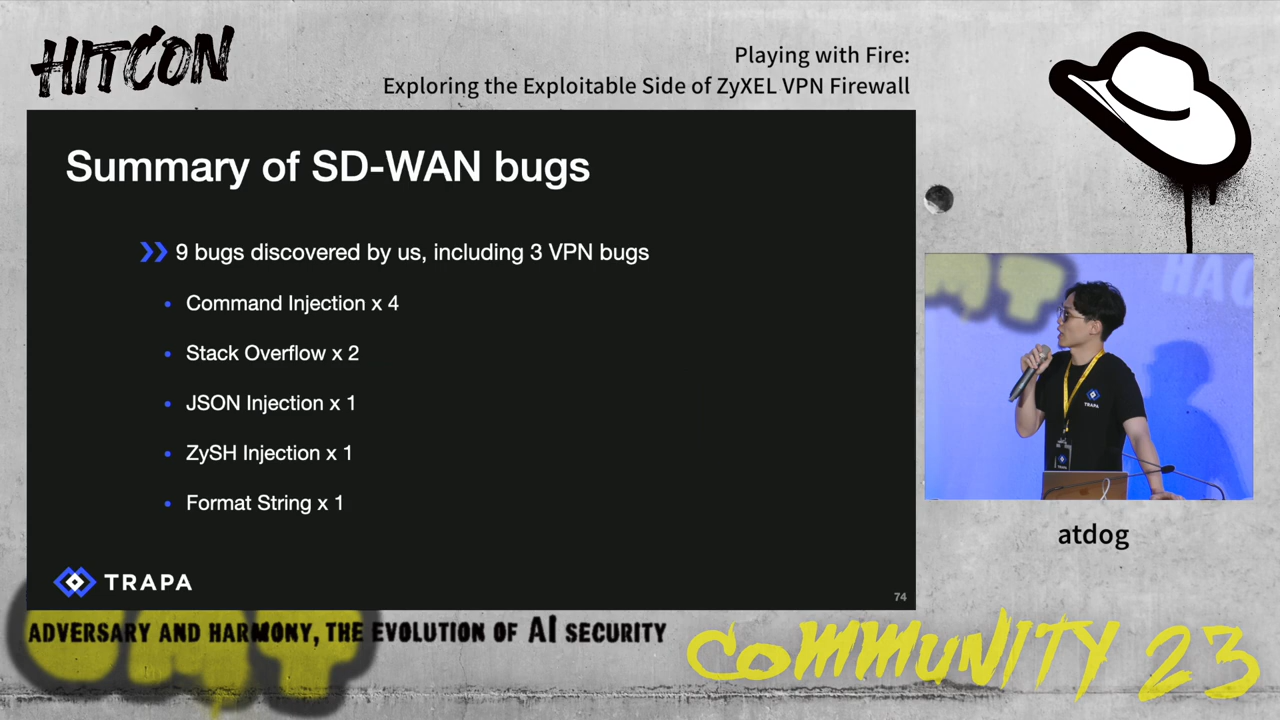 HITCON
Playing with Fire:
Exploring the Exploitable Side of ZyXEL VPN Firewall
Summary of SD-WAN bugs
9 bugs discovered by us, including 3 VPN bugs
• Command Injection x 4
• Stack Overflow x 2
• JSON Injection x 1
• ZySH Injection x 1
• Format String x 1
TRAPA
74
TRAPA
atdog
ADVERSARY AND HARMONY, THE EVOLUTION OF AI SECURITY
COMMUNITY 23